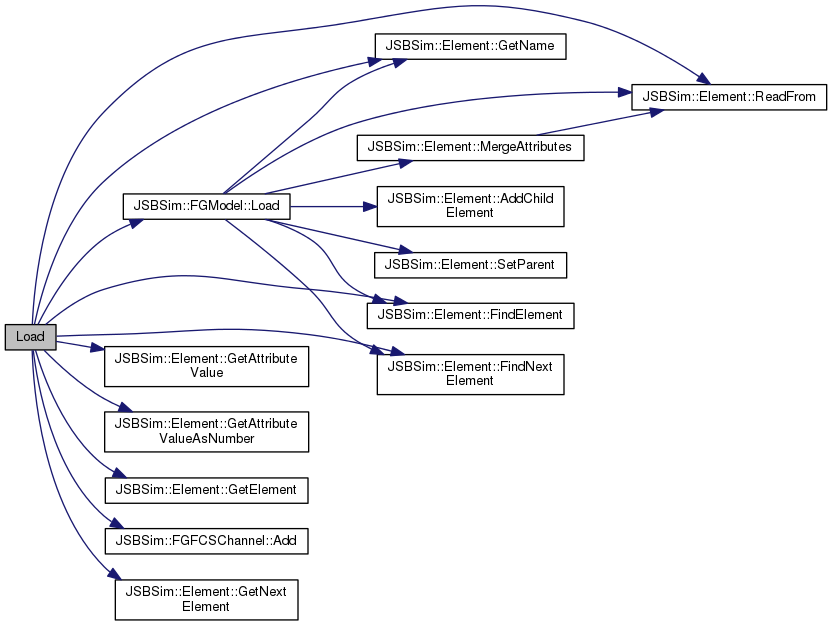 JSBSim::Element::GetName
JSBSim::Element::ReadFrom
JSBSim::Element::MergeAttributes
JSBSim::FGModel::Load
JSBSim::Element::AddChild
Element
JSBSim::Element::SetParent
JSBSim::Element::FindElement
Load
JSBSim::Element::GetAttribute
Value
JSBSim::Element::FindNext
Element
JSBSim::Element::GetAttribute
ValueAsNumber
JSBSim::Element::GetElement
JSBSim::FGFCSChannel::Add
JSBSim::Element::GetNext
Element